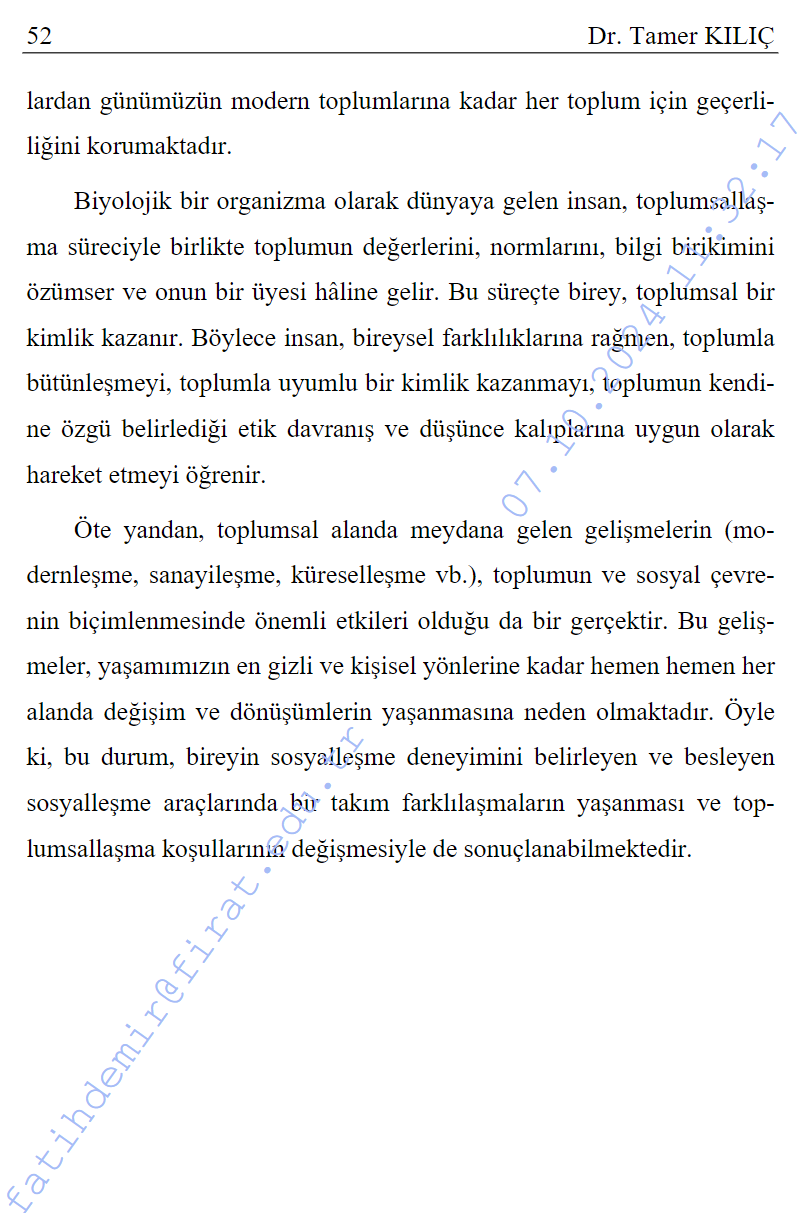 52 Dr. Tamer KILIÇ
lardan günümüzün modern toplumlarına kadar her toplum için geçerli-
liğini korumaktadır.
Biyolojik bir organizma olarak dünyaya gelen insan, toplumsallaş-
ma süreciyle birlikte toplumun değerlerini, normlarını, bilgi birikimini
özümser ve onun bir üyesi hâline gelir. Bu süreçte birey, toplumsal bir
kimlik kazanır. Böylece insan, bireysel farklılıklarına rağmen, toplumla
bütünleşmeyi, toplumla uyumlu bir kimlik kazanmayı, toplumun kendi-
ne özgü belirlediği etik davranış ve düşünce kalıplarına uygun olarak
hareket etmeyi öğrenir.
Öte yandan, toplumsal alanda meydana gelen gelişmelerin (mo-
dernleşme, sanayileşme, küreselleşme vb.), toplumun ve sosyal çevre-
nin biçimlenmesinde önemli etkileri olduğu da bir gerçektir. Bu geliş-
meler, yaşamımızın en gizli ve kişisel yönlerine kadar hemen hemen her
alanda değişim ve dönüşümlerin yaşanmasına neden olmaktadır. Öyle
ki, bu durum, bireyin sosyalleşme deneyimini belirleyen ve besleyen
sosyalleşme araçlarında bir takım farklılaşmaların yaşanması ve top-
lumsallaşma koşullarının değişmesiyle de sonuçlanabilmektedir.
fatihdemir@firat.edu.tr 07.10.2024 11:32:17